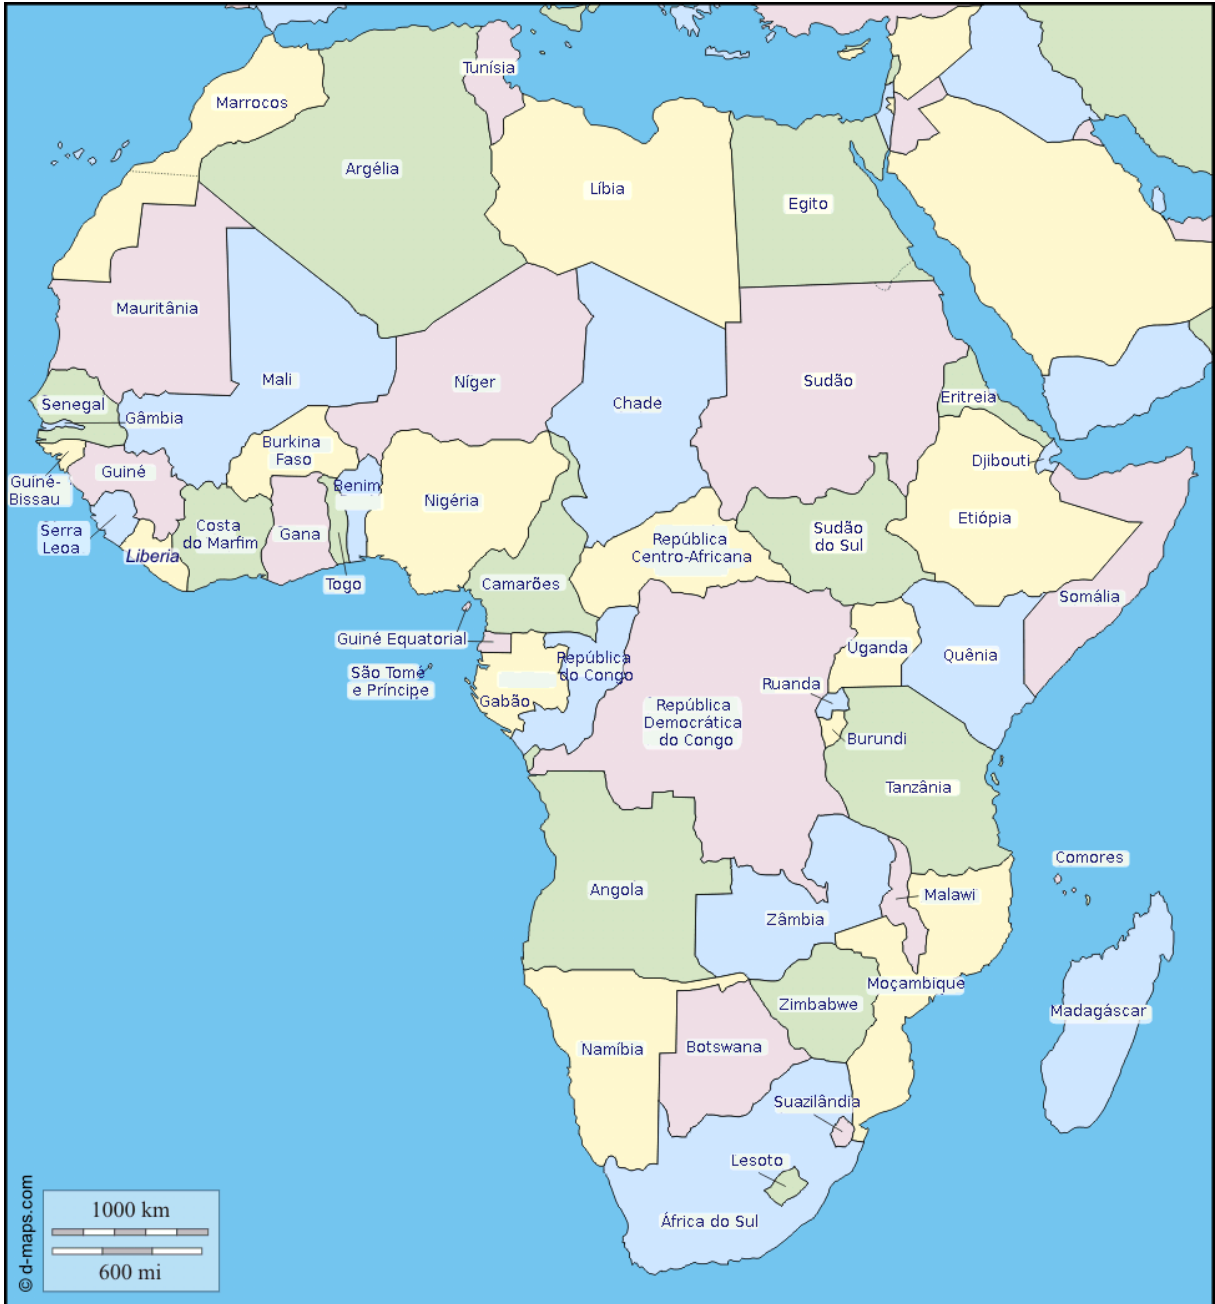 Tunísia
Marrocos
Argélia
Líbia
Egito
Mauritânia
Mali
Níger
Chade
Sudão
Eritreia
Senegal
Gâmbia
Burkina
Faso
Djibouti
Guiné-
Bissau
Guiné
Benim
Nigéria
Etiópia
Serra
Leoa
Liberia
Costa
do Marfim
Gana
Togo
Camarões
República
Centro-Africana
Sudão
do Sul
Somália
Guiné Equatorial
São Tomé
e Príncipe
Gabão
República
do Congo
Uganda
Quênia
Ruanda
República
Democrática
do Congo
Burundi
Tanzânia
Comores
Angola
Zâmbia
Malawi
Moçambique
Madagáscar
Zimbabwe
Namíbia
Botswana
Suazilândia
Lesoto
África do Sul
1000 km
600 mi
© d-maps.com